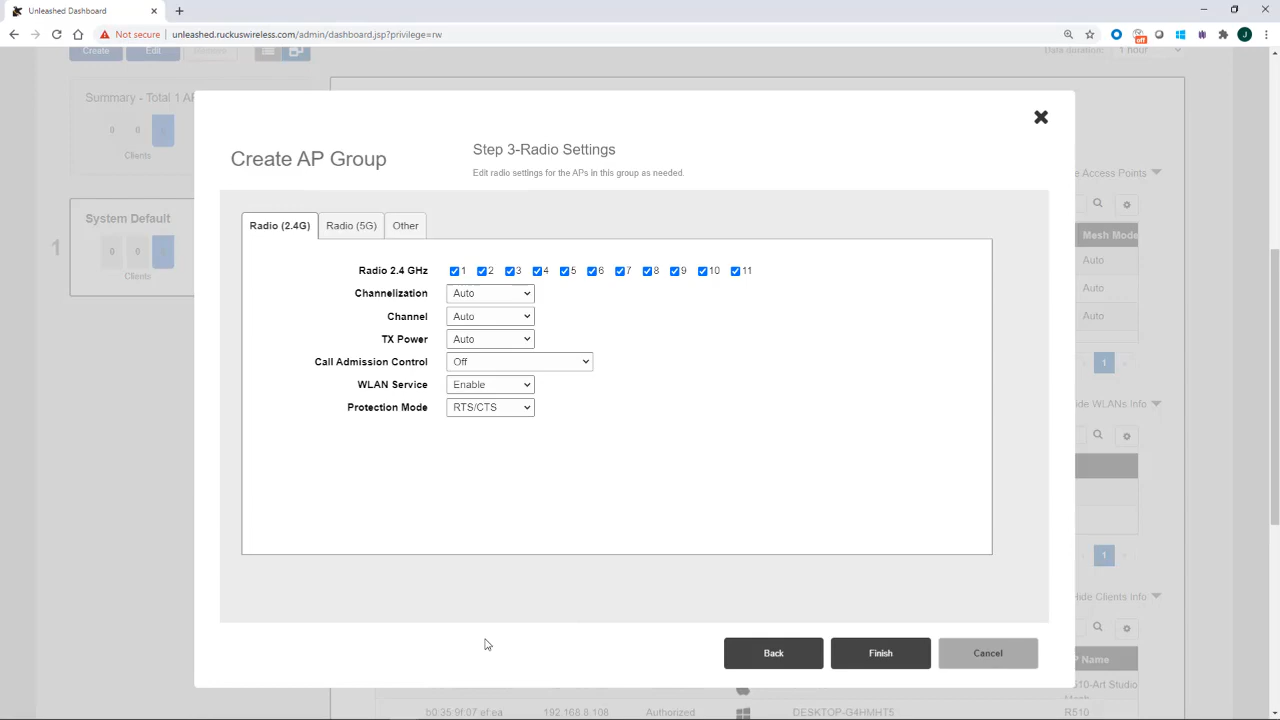 Unleashed Dashboard
Not secure unleashed.ruckuswireless.com/admin/dashboard.jsp?privilege=rw
off
J
Create Edit
Date duration: 1 hour
Summary - Total 1 AP
0 0
Clients
1
System Default
0 0
Clients
Create AP Group
Step 3-Radio Settings
Edit radio settings for the APs in this group as needed.
Radio (2.4G) Radio (5G) Other
Radio 2.4 GHz 1 2 3 4 5 6 7 8 9 10 11
Channelization Auto
Channel Auto
TX Power Auto
Call Admission Control Off
WLAN Service Enable
Protection Mode RTS/CTS
Back Finish Cancel
Access Points
Mesh Mode
Auto
Auto
Auto
1
WLANs Info
1
Hide Clients Info
AP Name
R510-Art Studio
b0:35:9f:07:ef:ea 192.168.8.108 Authorized DESKTOP-G4HMHT5 R510